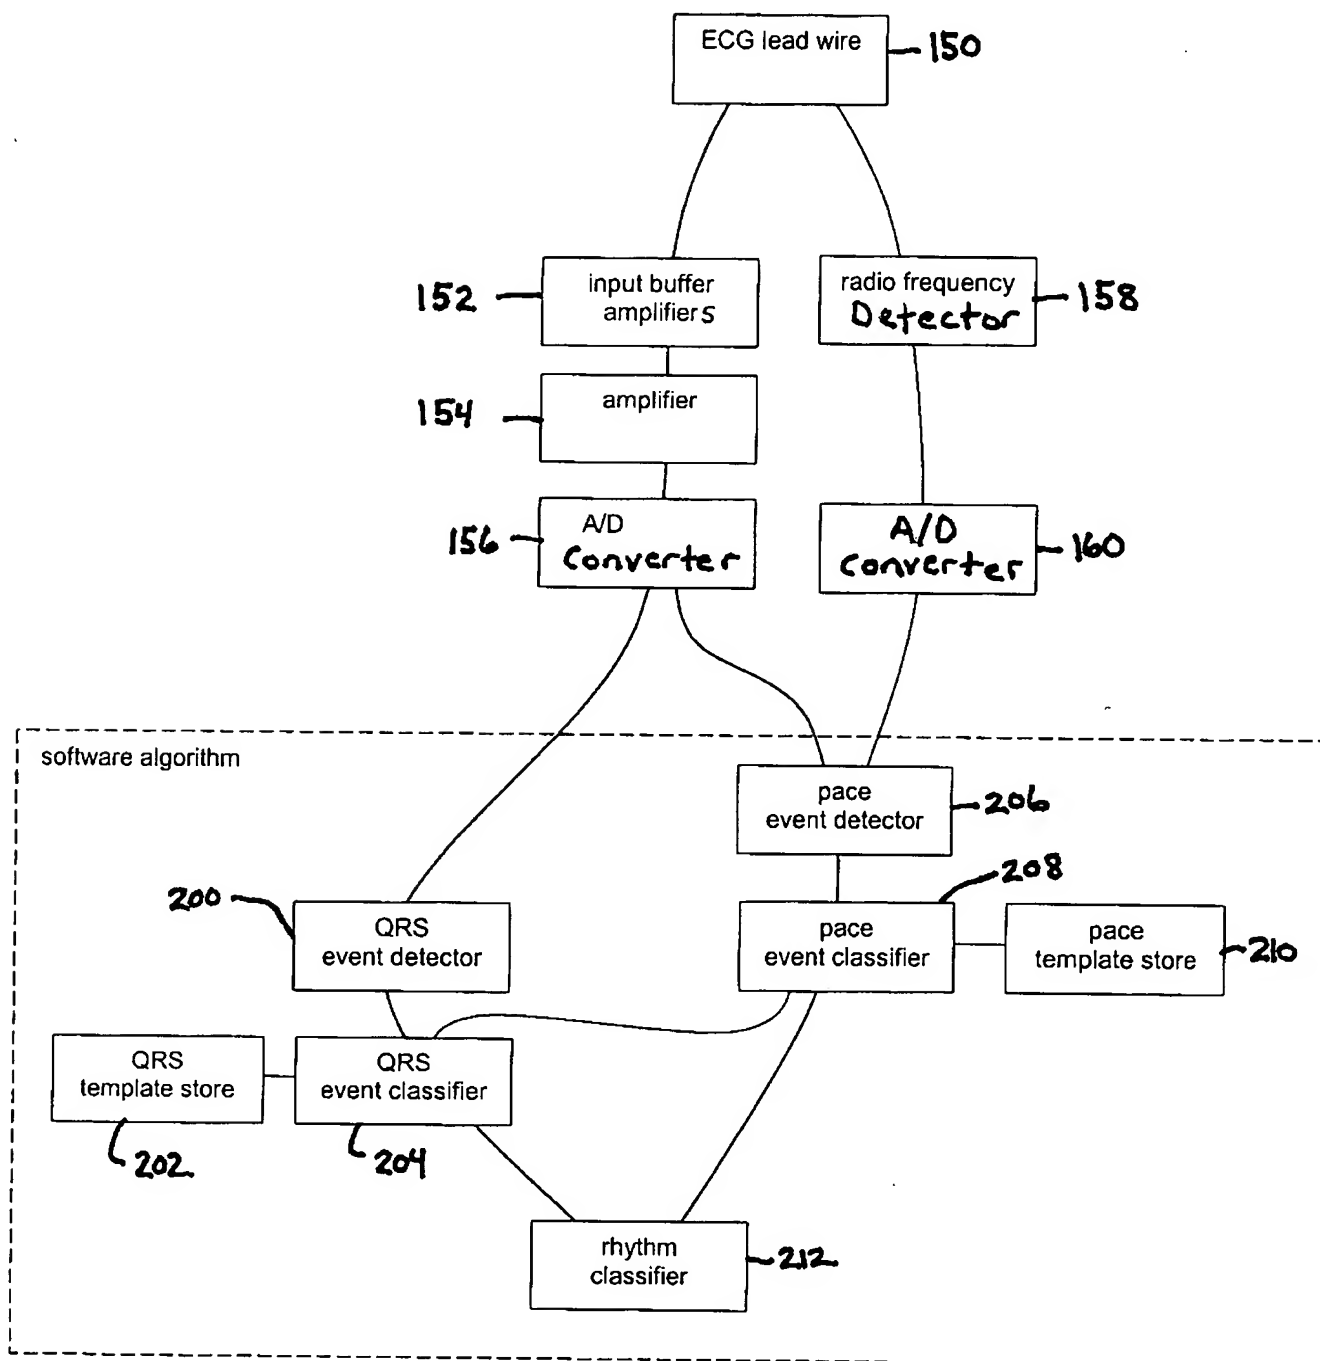 ECG lead wire
150
152
input buffer
amplifiers
radio frequency
Detector
158
154
amplifier
156
A/D
Converter
A/D
converter
160
software algorithm
pace
event detector
206
200
QRS
event detector
208
pace
event classifier
pace
template store
210
QRS
template store
QRS
event classifier
202
204
rhythm
classifier
212